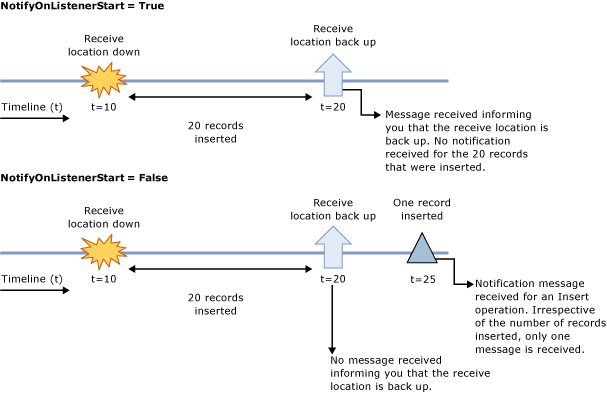 NotifyOnListenerStart = True
Receive
location down
Receive
location back up
Timeline (t)
t=10
t=20
20 records
inserted
Message received informing
you that the receive location is
back up. No notification
received for the 20 records
that were inserted.
NotifyOnListenerStart = False
Receive
location down
Receive
location back up
One record
inserted
Timeline (t)
t=10
t=20
t=25
20 records
inserted
Notification message
received for an Insert
operation. Irrespective
of the number of records
inserted, only one
message is received.
No message received
informing you that the receive
location is back up.